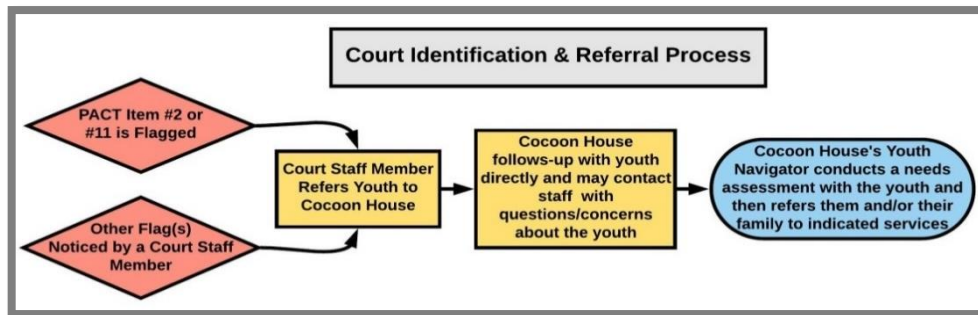 Court Identification & Referral Process
PACT Item #2 or
#11 is Flagged
Other Flag(s)
Noticed by a Court Staff
Member
Court Staff Member
Refers Youth to
Cocoon House
Cocoon House
follows-up with youth
directly and may contact
staff with
questions/concerns
about the youth
Cocoon House's Youth
Navigator conducts a needs
assessment with the youth and
then refers them and/or their
family to indicated services